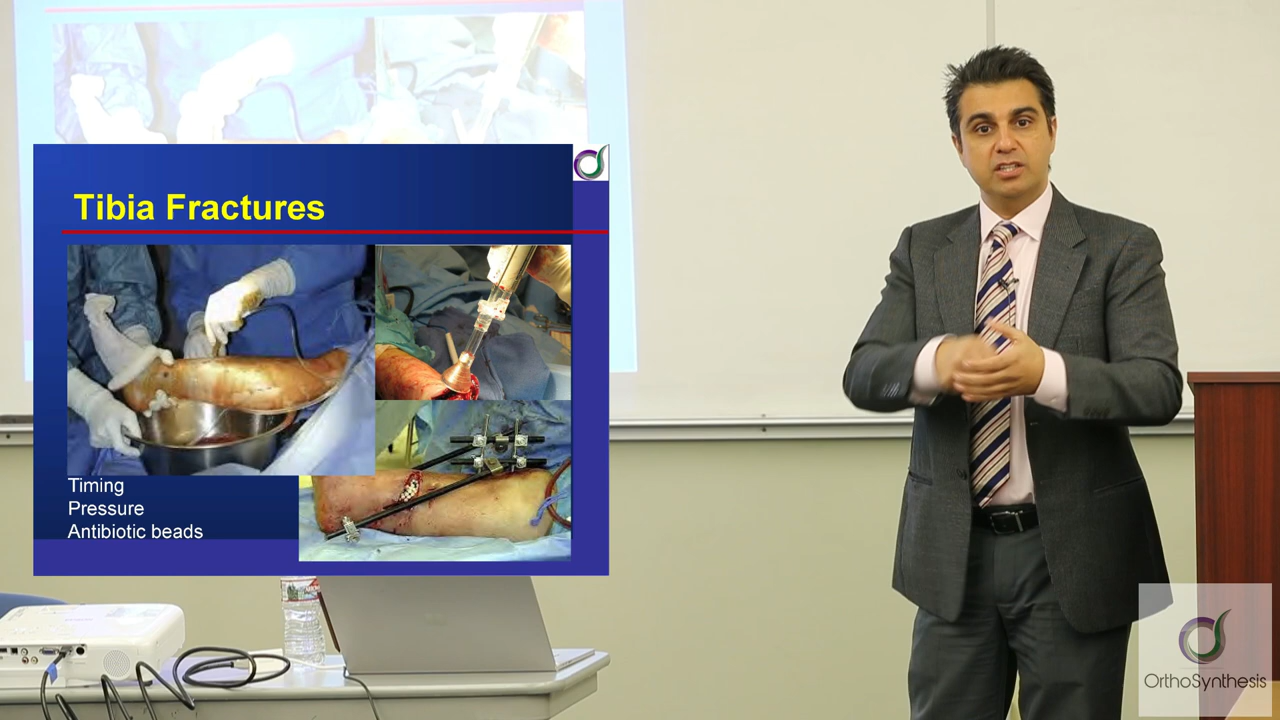 Tibia Fractures
Timing
Pressure
Antibiotic beads
OrthoSynthesis